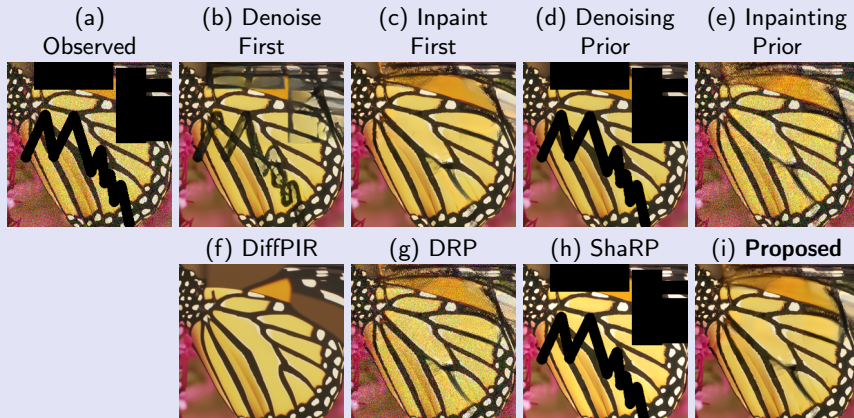 (a)
Observed
(b) Denoise
First
(c) Inpaint
First
(d) Denoising
Prior
(e) Inpainting
Prior
(f) DiffPIR
(g) DRP
(h) ShaRP
(i) Proposed